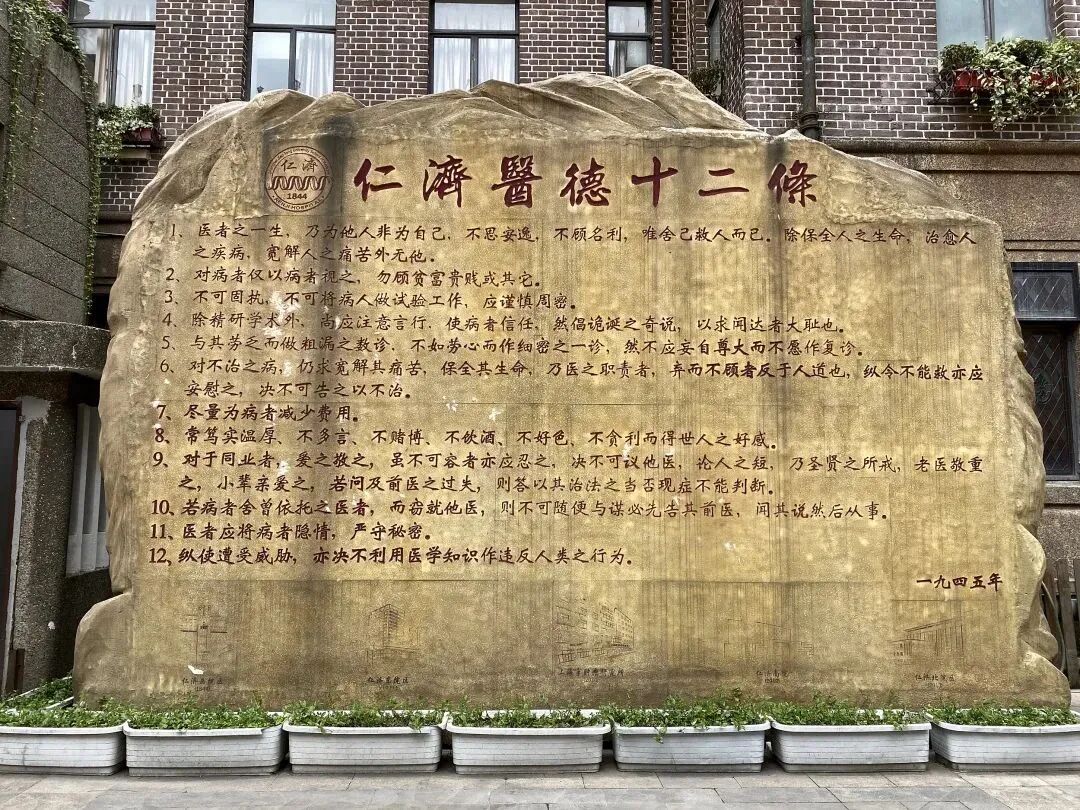 仁濟
1844
仁濟醫德十二條
1、医者之一生，乃为他人非为自己，不思安逸，不顾名利，唯舍己救人而已。除保全人之生命，治愈人
之疾病，宽解人之痛苦外无他。
2、对病者仅以病者视之，勿顾贫富贵贱或其它。
3、不可固执，不可将病人做试验工作，应谨慎周密。
4、除精研学术外，尚应注意言行，使病者信任，然倡诡诞之奇说，以求闻达者大耻也。
5、与其劳之而做粗漏之数诊，不如劳心而作细密之一诊，然不应妄自尊大而不愿作复诊。
6、对不治之病，仍求宽解其痛苦，保全其生命，乃医之职责者，弃而不顾者反于人道也，纵令不能救亦应
安慰之，决不可告之以不治。
7、尽量为病者减少费用。
8、常笃实温厚、不多言、不赌博、不饮酒、不好色、不贪利而得世人之好感。
9、对于同业者，爱之敬之，虽不可容者亦应忍之，决不可议他医，论人之短，乃圣贤之所戒，老医敬重
之，小辈亲爱之，若问及前医之过失，则答以其治法之当否现症不能判断。
10、若病者舍曾依托之医者，而窃就他医，则不可随便与谋必先告其前医，闻其说然后从事。
11、医者应将病者隐情，严守秘密。
12、纵使遭受威胁，亦决不利用医学知识作违反人类之行为。
一九四五年
仁济西院区
仁济东院区
仁济南院
仁济北院区